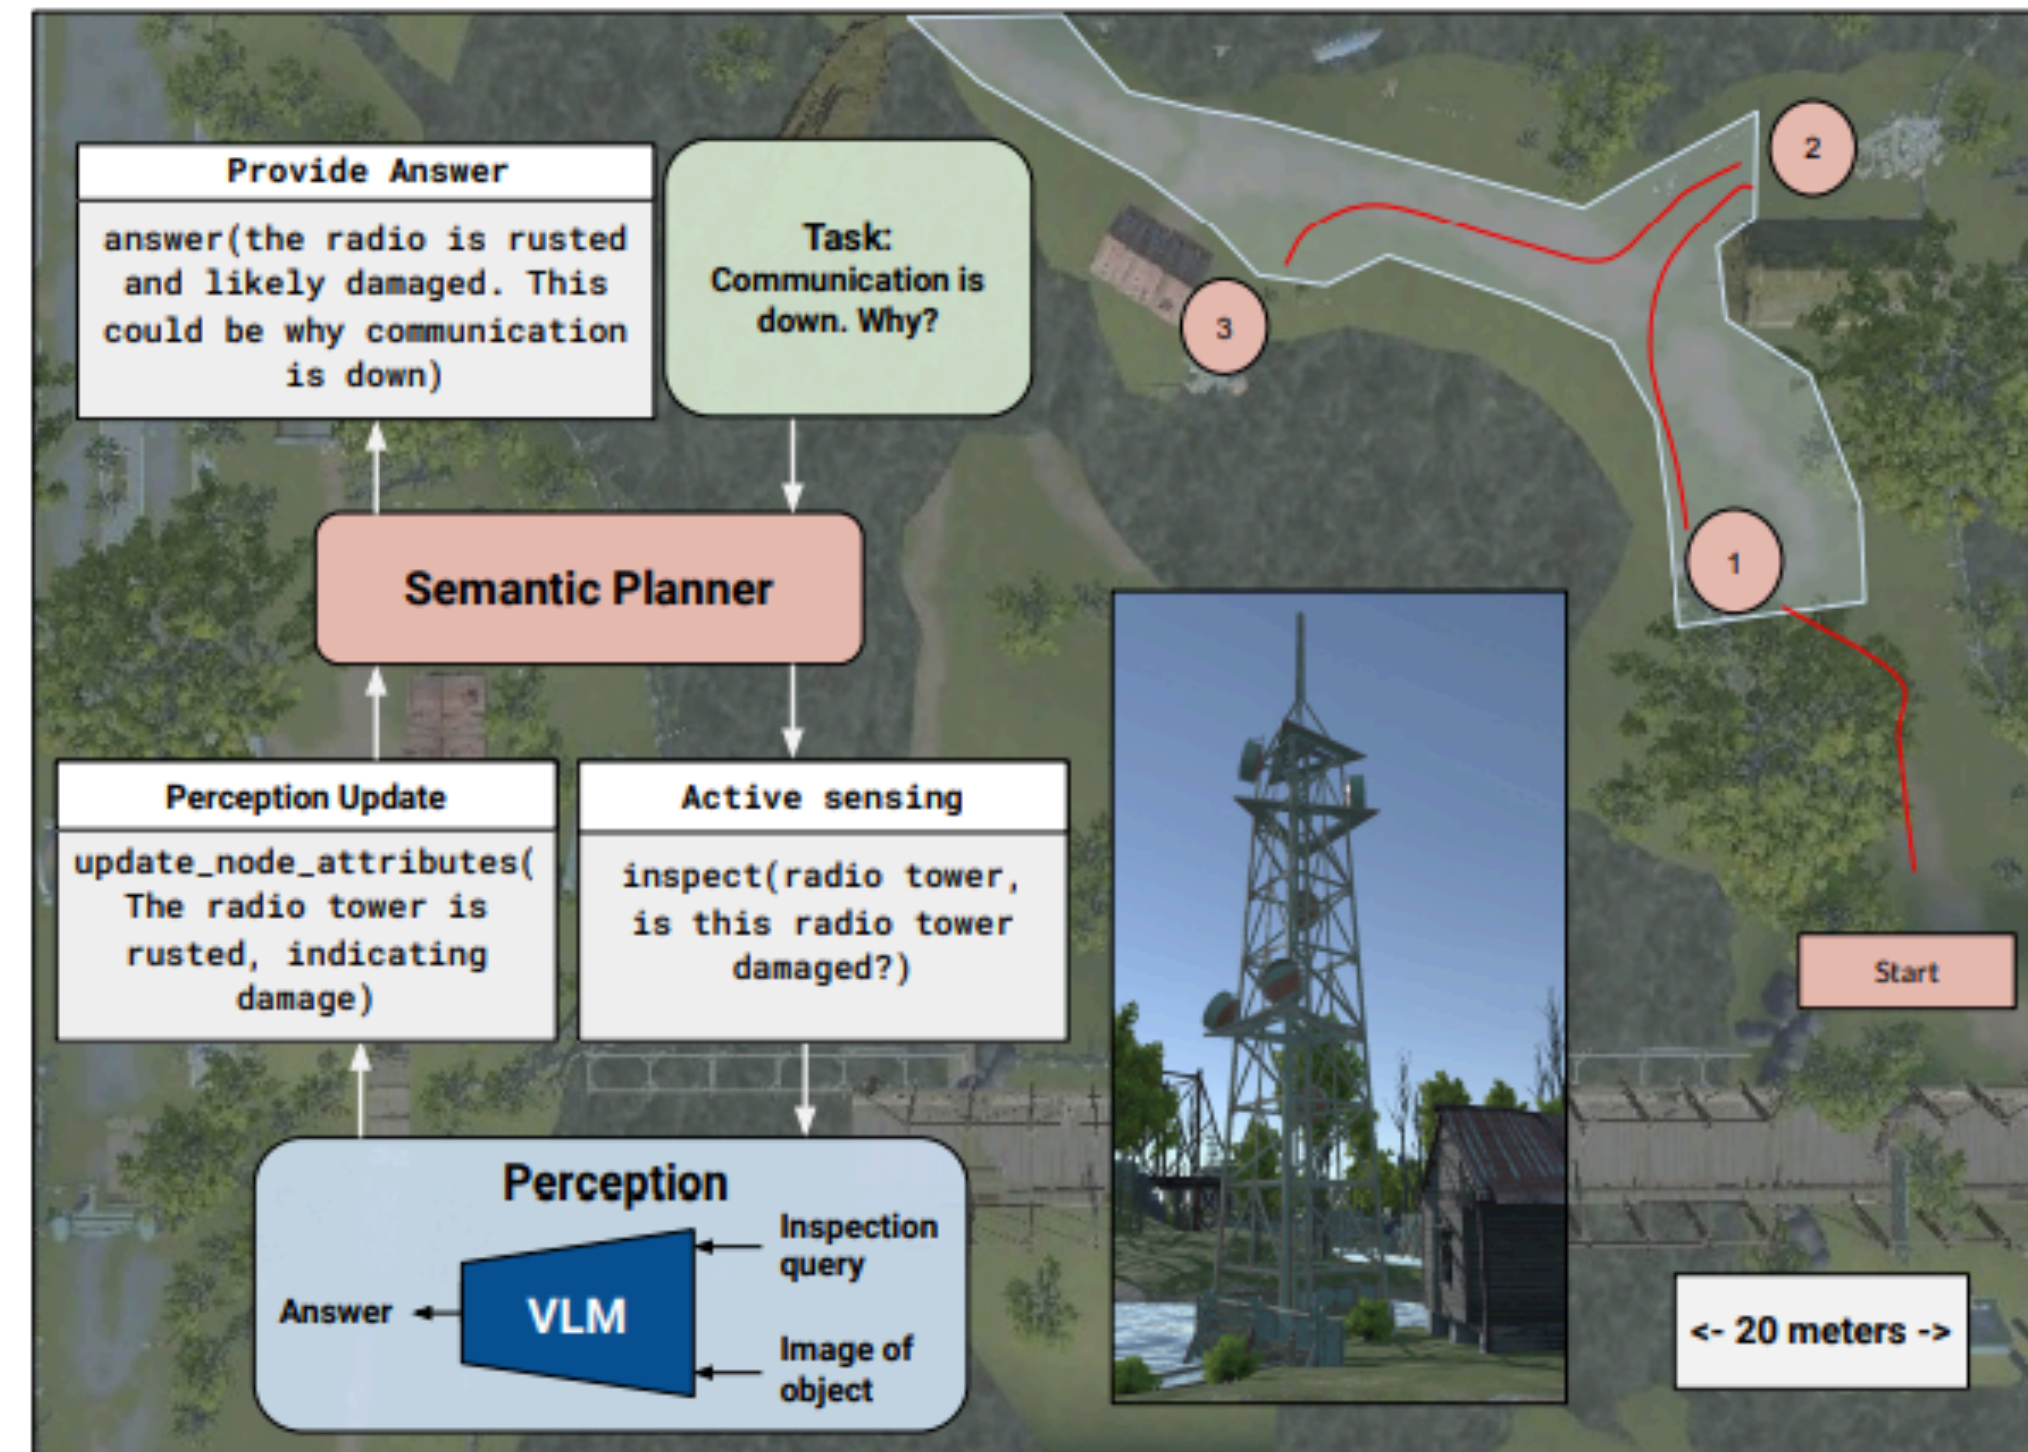 Provide Answer
answer(the radio is rusted
and likely damaged. This
could be why communication
is down)
Task:
Communication is
down. Why?
2
3
1
Semantic Planner
Perception Update
update_node_attributes(
The radio tower is
rusted, indicating
damage)
Active sensing
inspect(radio tower,
is this radio tower
damaged?)
Start
Perception
Inspection
query
VLM
Answer
Image of
object
<- 20 meters ->